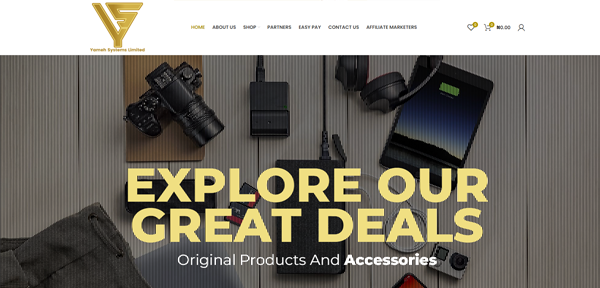 Yomeh Systems Limited
HOME ABOUT US SHOP PARTNERS EASY PAY CONTACT US AFFILIATE MARKETERS
0 0 ₦0.00
EXPLORE OUR
GREAT DEALS
Original Products And Accessories